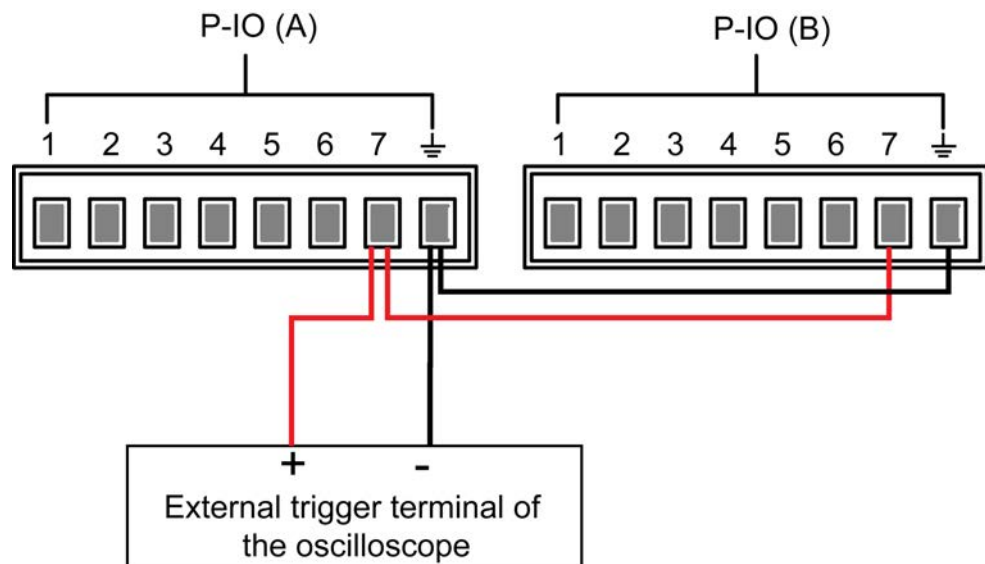 P-IO (A)
P-IO (B)
1 2 3 4 5 6 7
1 2 3 4 5 6 7
+ -
External trigger terminal of
the oscilloscope